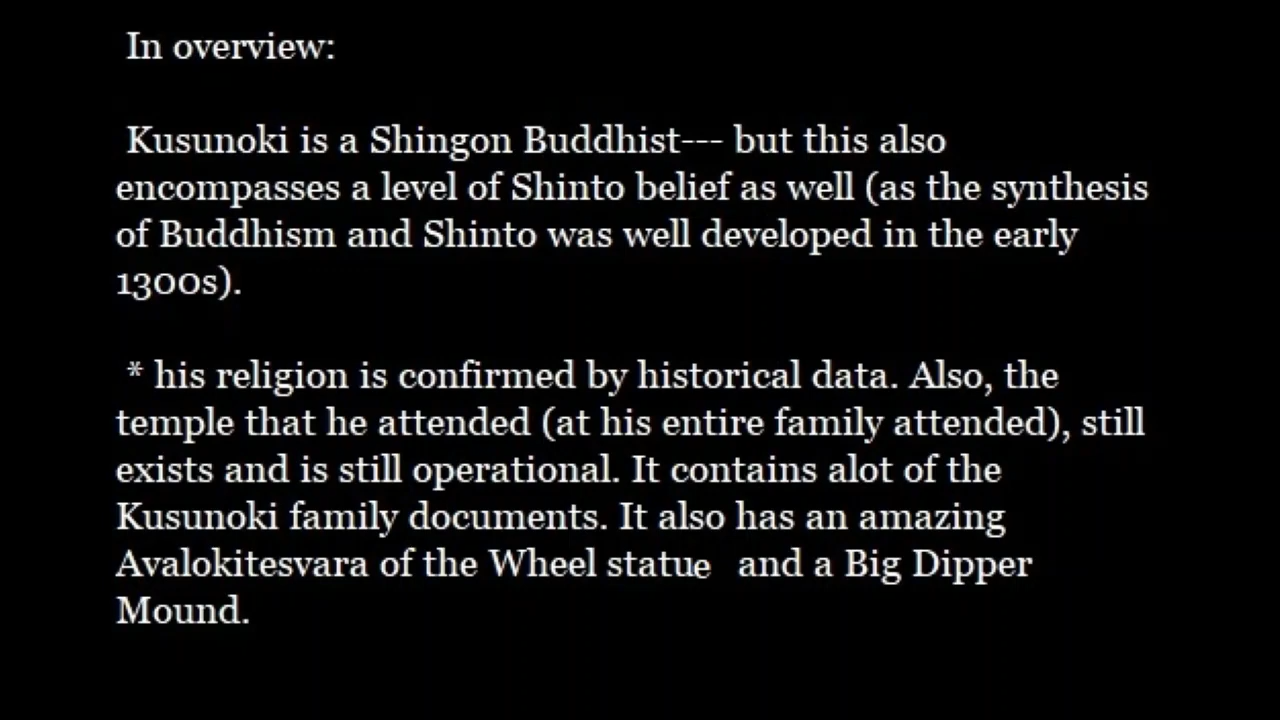 In overview:
Kusunoki is a Shingon Buddhist--- but this also
encompasses a level of Shinto belief as well (as the synthesis
of Buddhism and Shinto was well developed in the early
1300s).
* his religion is confirmed by historical data. Also, the
temple that he attended (at his entire family attended), still
exists and is still operational. It contains alot of the
Kusunoki family documents. It also has an amazing
Avalokitesvara of the Wheel statue and a Big Dipper
Mound.